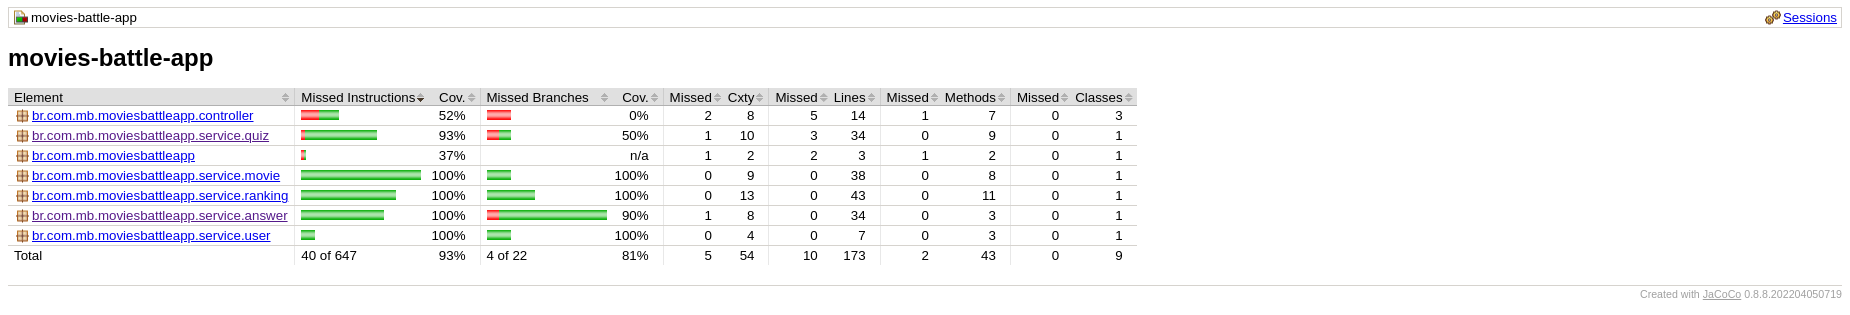 movies-battle-app Sessions
movies-battle-app
Element Missed Instructions Cov. Missed Branches Cov. Missed Cxty Missed Lines Missed Methods Missed Classes
br.com.mb.moviesbattleapp.controller 52% 0% 2 8 5 14 1 7 0 3
br.com.mb.moviesbattleapp.service.quiz 93% 50% 1 10 3 34 0 9 0 1
br.com.mb.moviesbattleapp 37% n/a 1 2 2 3 1 2 0 1
br.com.mb.moviesbattleapp.service.movie 100% 100% 0 9 0 38 0 8 0 1
br.com.mb.moviesbattleapp.service.ranking 100% 100% 0 13 0 43 0 11 0 1
br.com.mb.moviesbattleapp.service.answer 100% 90% 1 8 0 34 0 3 0 1
br.com.mb.moviesbattleapp.service.user 100% 100% 0 4 0 7 0 3 0 1
Total 40 of 647 93% 4 of 22 81% 5 54 10 173 2 43 0 9
Created with JaCoCo 0.8.8.202204050719